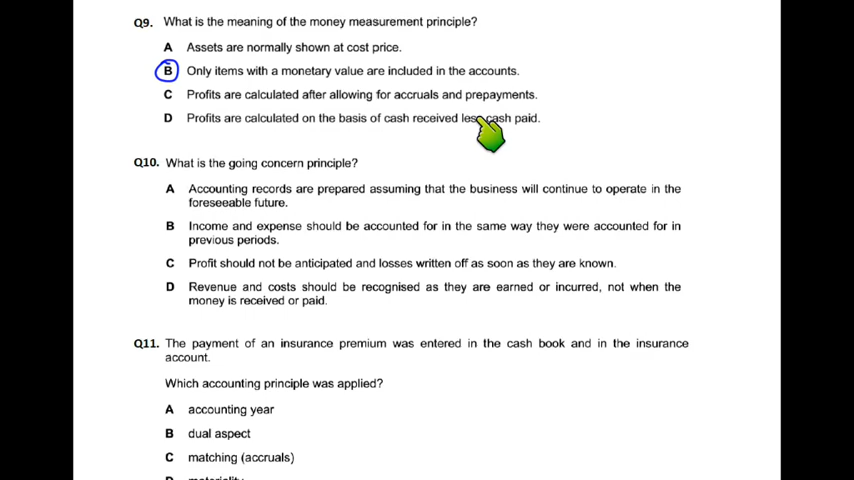 Q9. What is the meaning of the money measurement principle?
A Assets are normally shown at cost price.
B Only items with a monetary value are included in the accounts.
C Profits are calculated after allowing for accruals and prepayments.
D Profits are calculated on the basis of cash received less cash paid.
Q10. What is the going concern principle?
A Accounting records are prepared assuming that the business will continue to operate in the
foreseeable future.
B Income and expense should be accounted for in the same way they were accounted for in
previous periods.
C Profit should not be anticipated and losses written off as soon as they are known.
D Revenue and costs should be recognised as they are earned or incurred, not when the
money is received or paid.
Q11. The payment of an insurance premium was entered in the cash book and in the insurance
account.
Which accounting principle was applied?
A accounting year
B dual aspect
C matching (accruals)